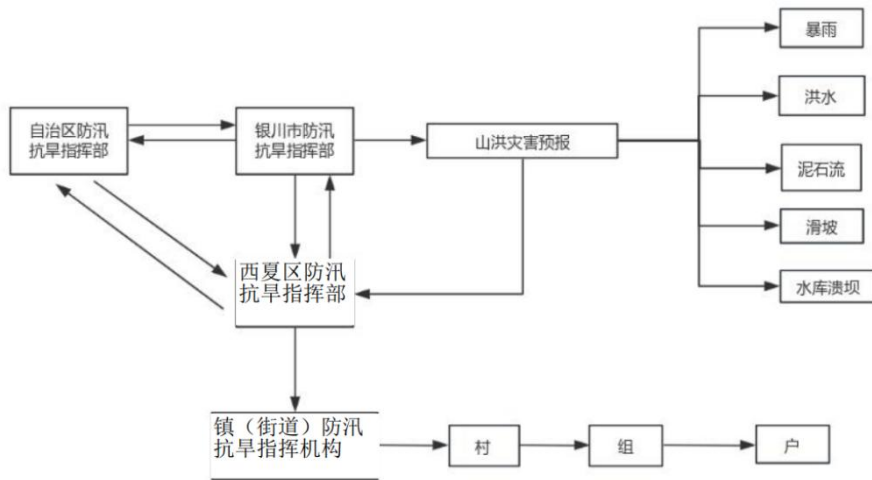 暴雨
洪水
自治区防汛
抗旱指挥部
银川市防汛
抗旱指挥部
山洪灾害预报
泥石流
滑坡
西夏区防汛
抗旱指挥部
水库溃坝
镇（街道）防汛
抗旱指挥机构
村
组
户